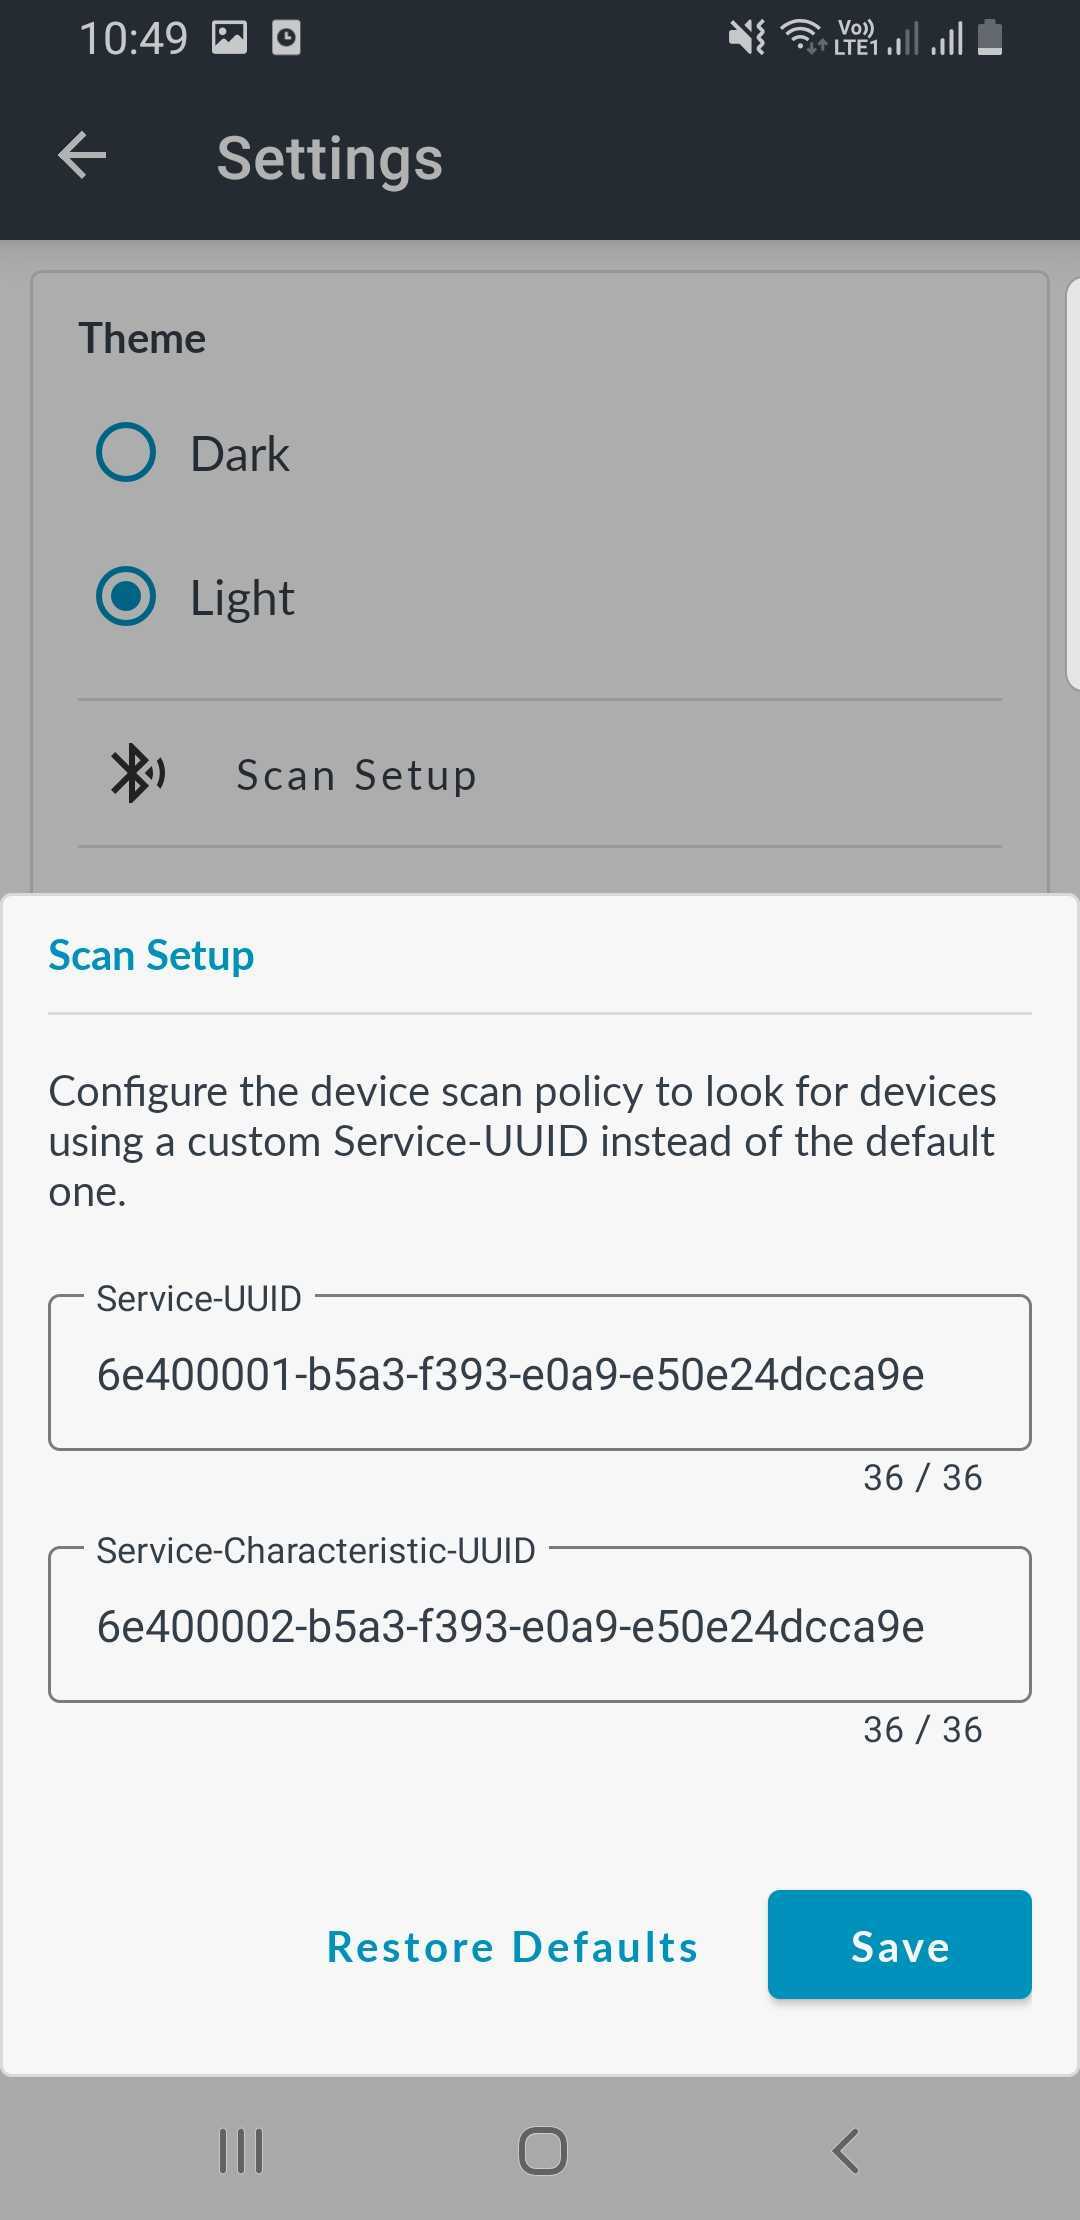 10:49
Vo))
LTE1
Settings
Theme
Dark
Light
Scan Setup
Scan Setup
Configure the device scan policy to look for devices
using a custom Service-UUID instead of the default
one.
Service-UUID
6e400001-b5a3-f393-e0a9-e50e24dcca9e
36 / 36
Service-Characteristic-UUID
6e400002-b5a3-f393-e0a9-e50e24dcca9e
36 / 36
Restore Defaults
Save